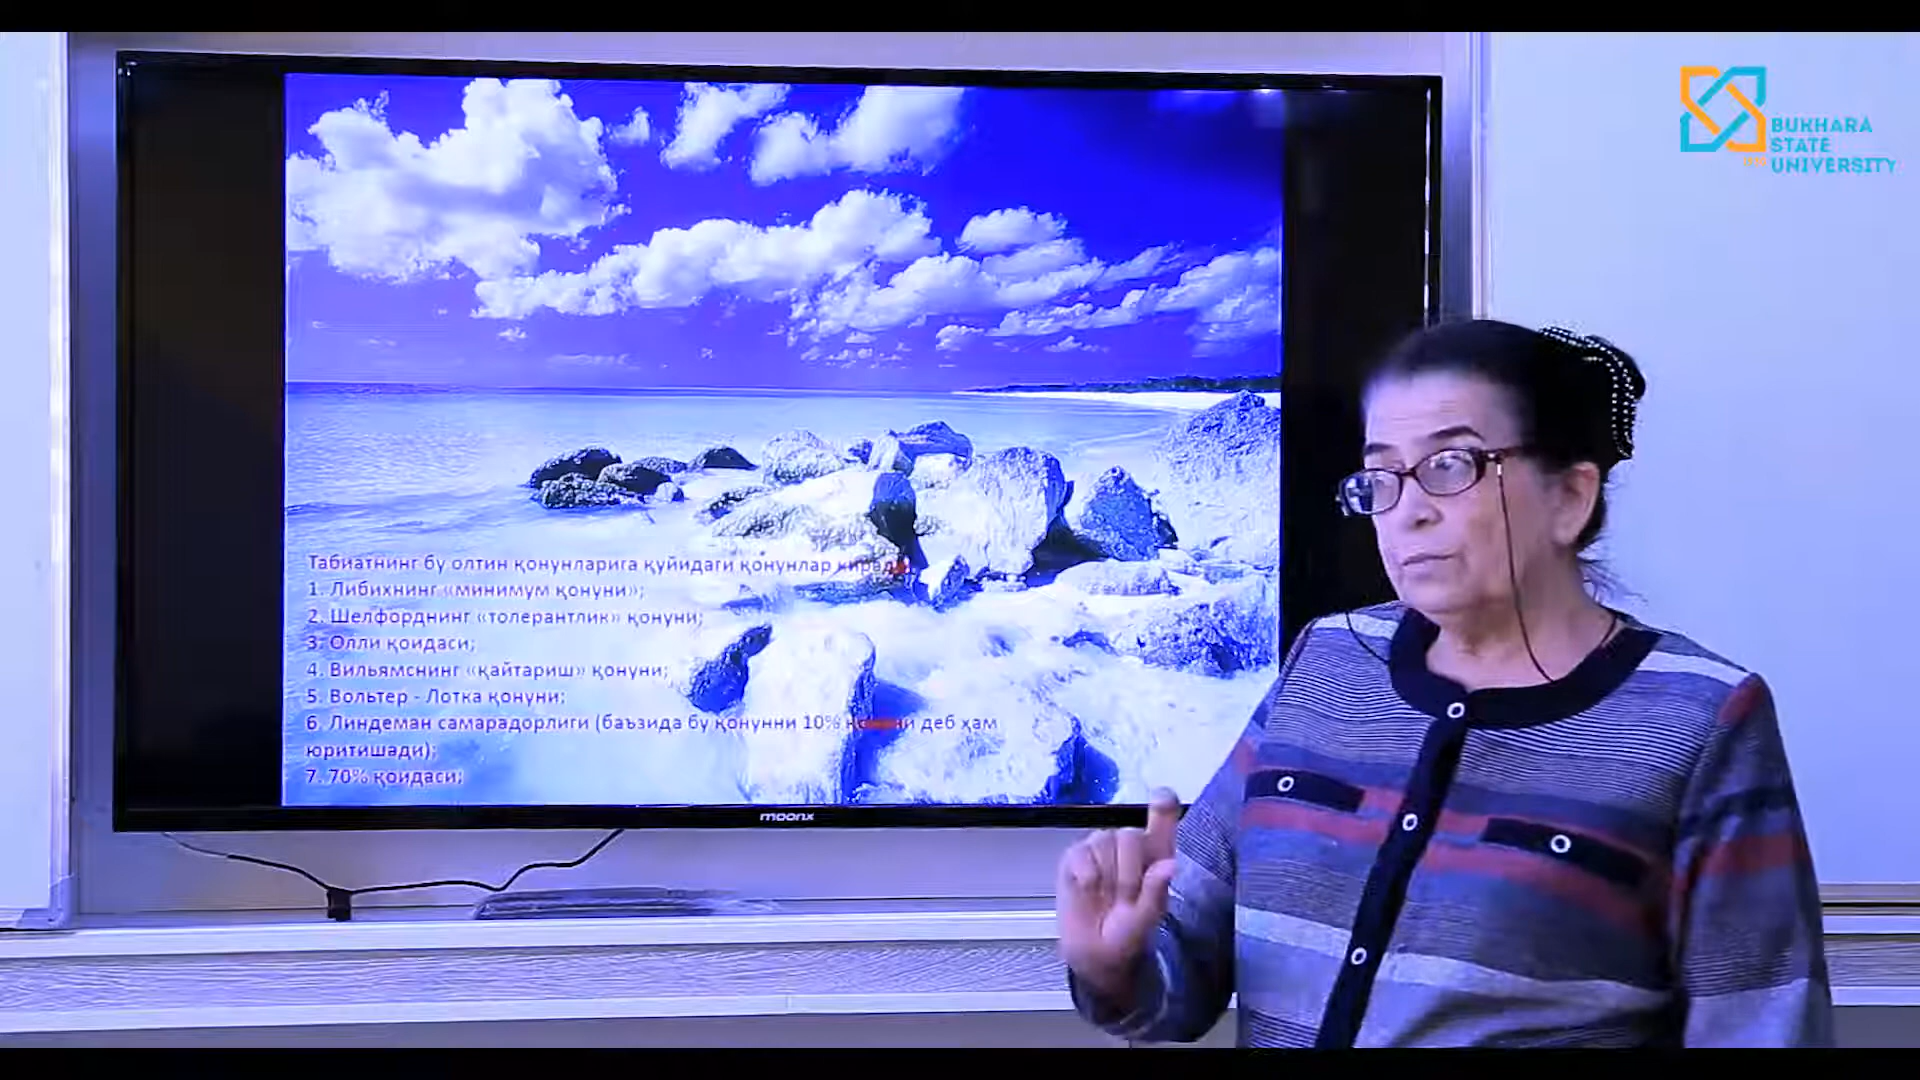 BUKHARA
STATE
UNIVERSITY
Табиатнинг бу олтин қонунларига қуйидаги қонунлар киради:
1. Либихнинг «минимум қонуни»;
2. Шелфорднинг «толерантлик» қонуни;
3. Олли қоидаси;
4. Вильямснинг «қайтариш» қонуни;
5. Вольтер - Лотка қонуни;
6. Линдеман самарадорлиги (баъзида бу қонунни 10% деб ҳам
юритишади);
7. 70% қоидаси;
moonx